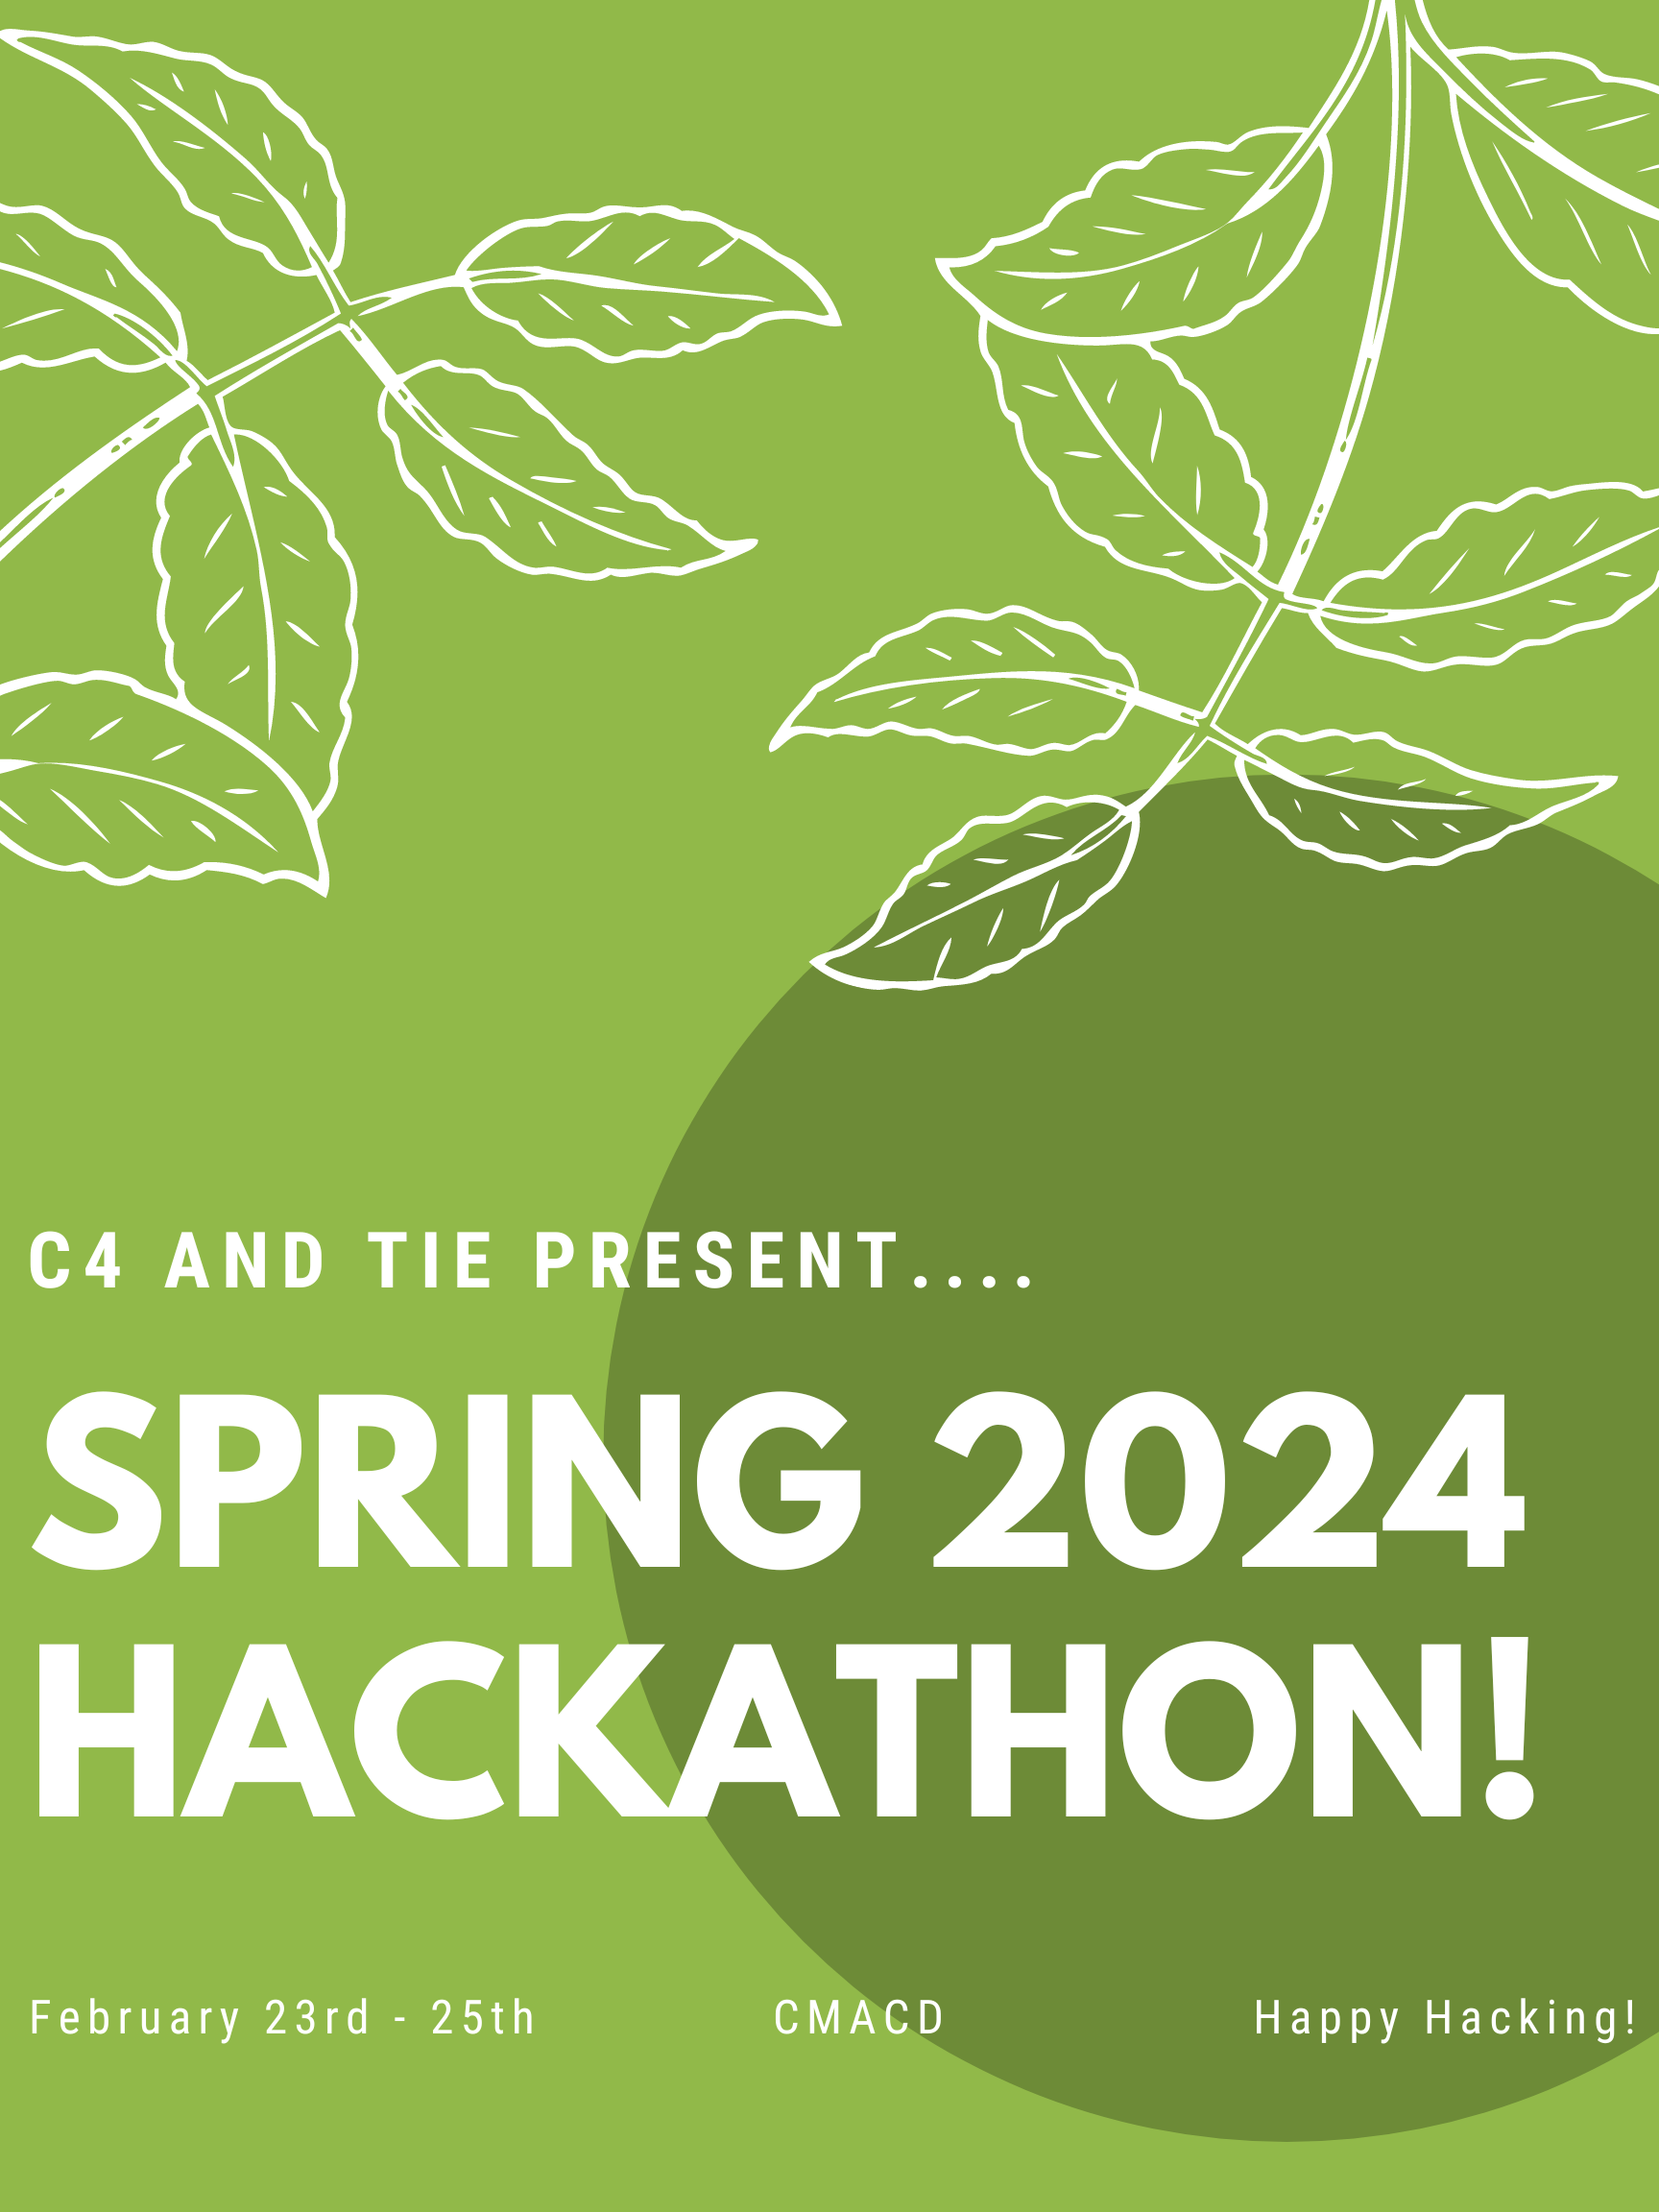 C4 AND TIE PRESENT....
SPRING 2024
HACKATHON!
February 23rd - 25th
CMACD
Happy Hacking!